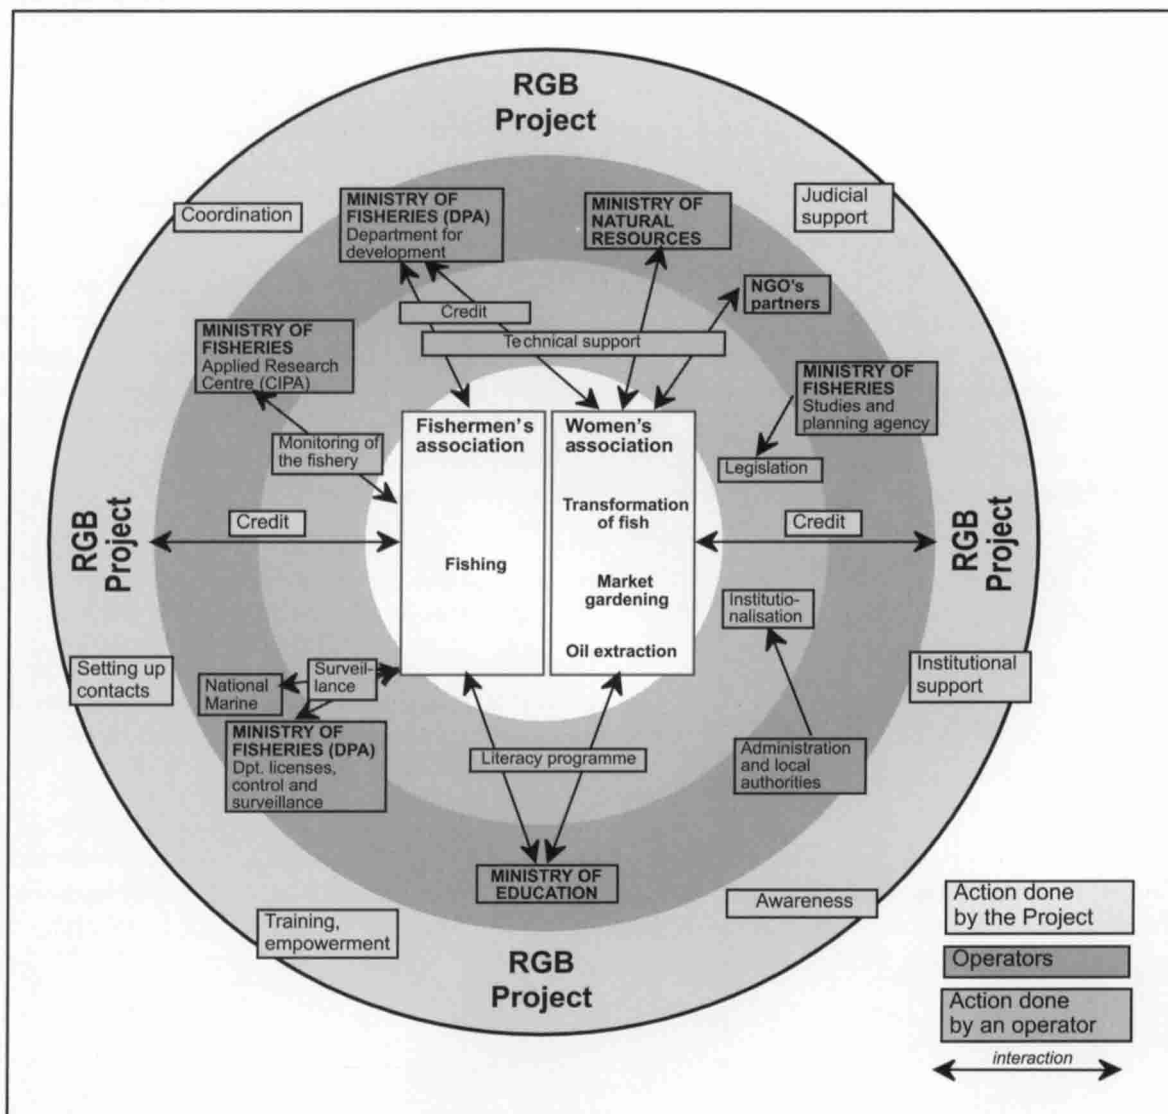 RGB
Project
Coordination
MINISTRY OF
FISHERIES (DPA)
Department for
development
MINISTRY OF
NATURAL
RESOURCES
Judicial
support
NGO's
partners
Credit
Technical support
MINISTRY OF
FISHERIES
Applied Research
Centre (CIPA)
MINISTRY OF
FISHERIES
Studies and
planning agency
Monitoring of
the fishery
Legislation
Fishermen's
association
Fishing
Women's
association
Transformation
of fish
Market
gardening
Oil extraction
RGB
Project
Credit
Credit
RGB
Project
Institutio-
nalisation
Setting up
contacts
National
Marine
Surveil-
lance
Institutional
support
MINISTRY OF
FISHERIES (DPA)
Dpt. licenses,
control and
surveillance
Literacy programme
Administration
and local
authorities
MINISTRY OF
EDUCATION
Training,
empowerment
Awareness
RGB
Project
Action done
by the Project
Operators
Action done
by an operator
interaction